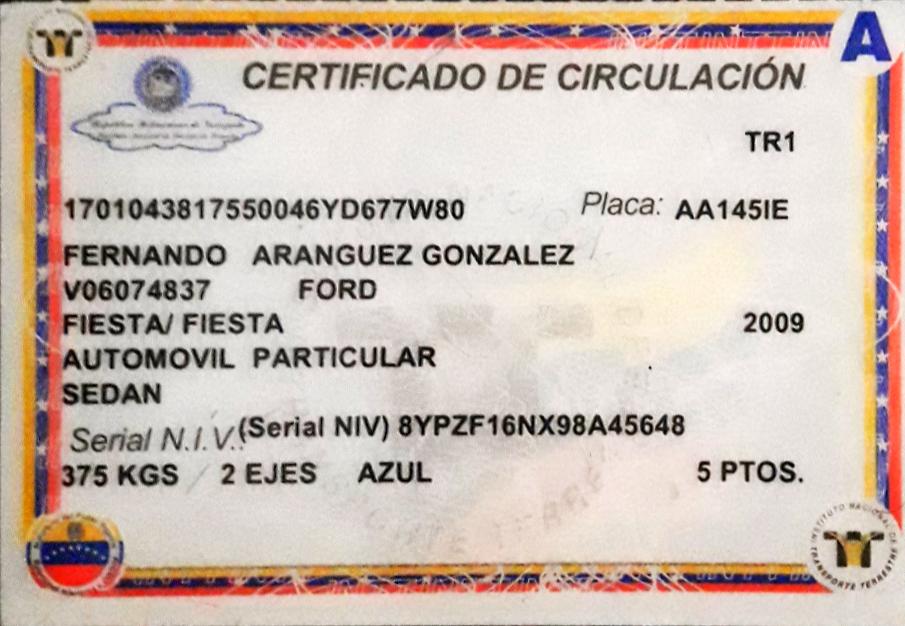 A
CERTIFICADO DE CIRCULACIÓN
TR1
1701043817550046YD677W80 Placa: AA145IE
FERNANDO ARANGUEZ GONZALEZ
V06074837 FORD
FIESTA/ FIESTA 2009
AUTOMOVIL PARTICULAR
SEDAN
Serial N.I.V.: (Serial NIV) 8YPZF16NX98A45648
375 KGS 2 EJES AZUL 5 PTOS.
INSTITUTO NACIONAL DE TRANSPORTE TERRESTRE